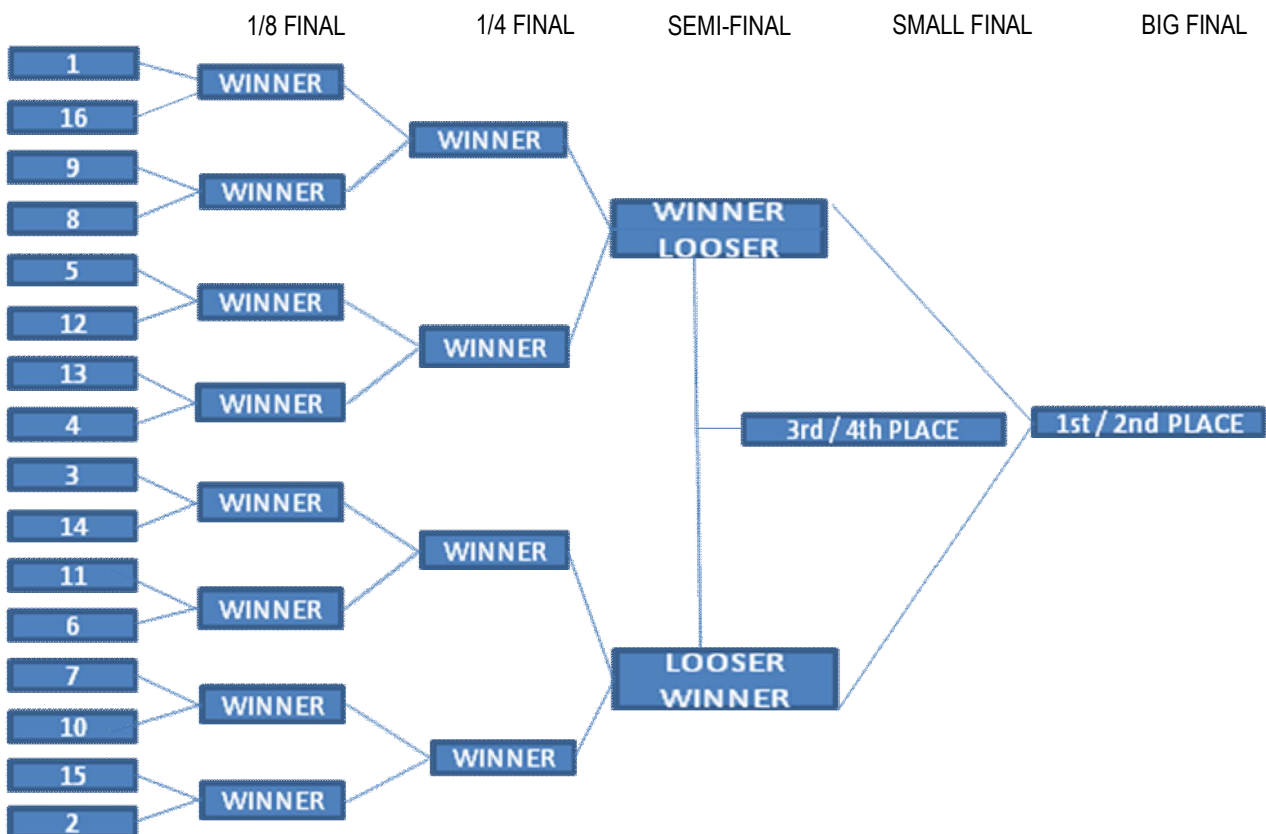 1/8 FINAL 1/4 FINAL SEMI-FINAL SMALL FINAL BIG FINAL
1
WINNER
16
WINNER
9
WINNER
8
WINNER
LOOSER
5
WINNER
12
WINNER
13
WINNER
4
3rd / 4th PLACE
1st / 2nd PLACE
3
WINNER
14
WINNER
11
WINNER
6
LOOSER
WINNER
7
WINNER
10
WINNER
15
WINNER
2